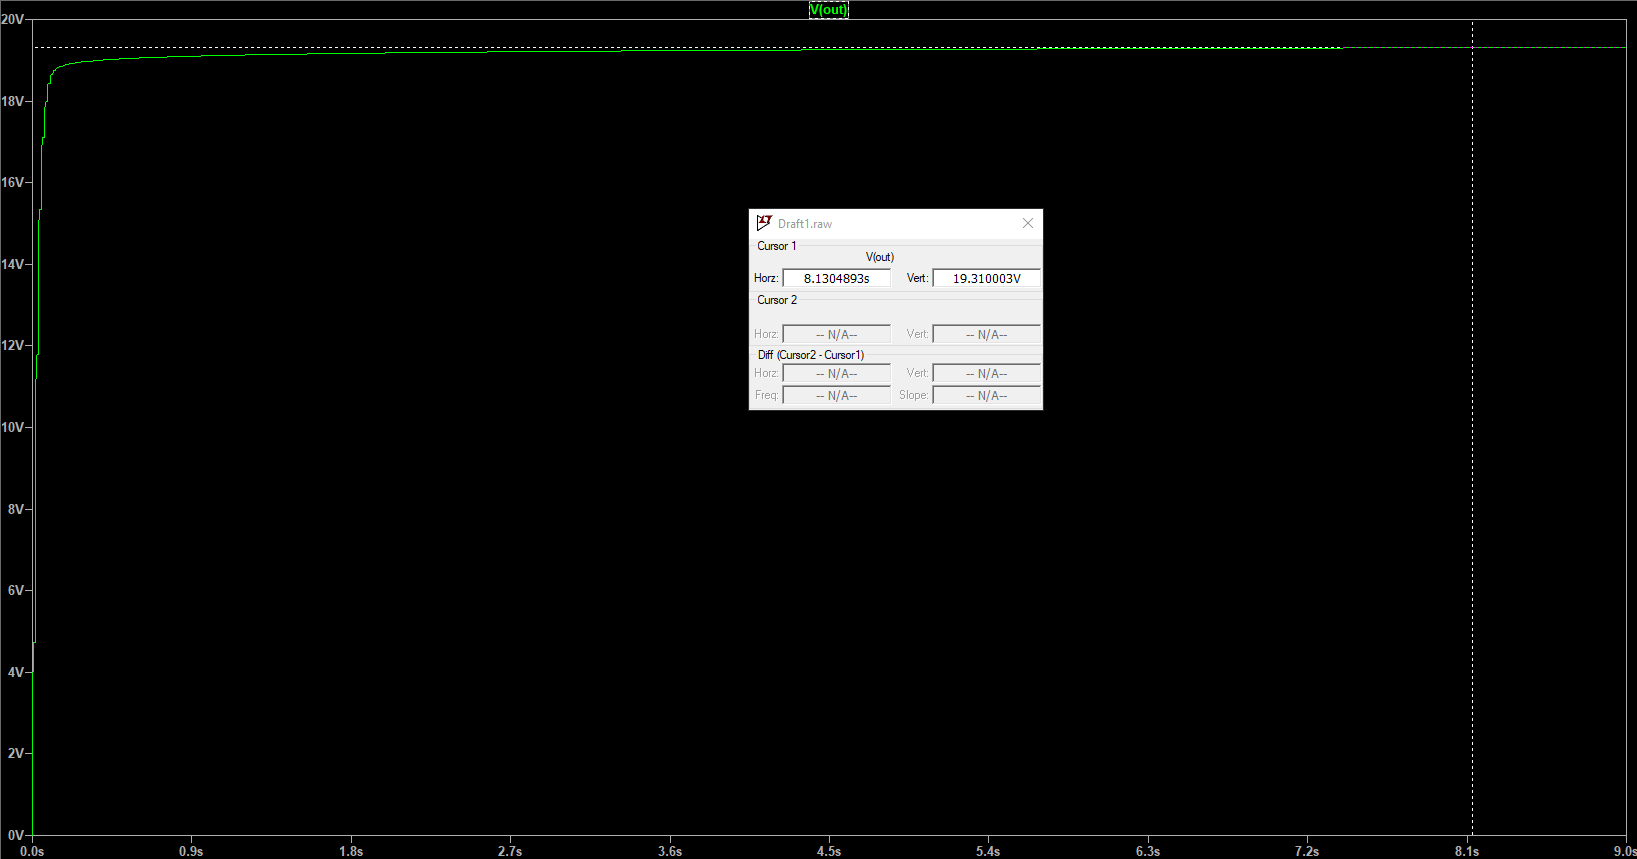 V(out)
20V
18V
16V
14V
12V
10V
8V
6V
4V
2V
0V
0.0s 0.9s 1.8s 2.7s 3.6s 4.5s 5.4s 6.3s 7.2s 8.1s 9.0s
Draft1.raw
Cursor 1
V(out)
Horz: 8.1304893s Vert: 19.310003V
Cursor 2
Horz: -- N/A-- Vert: -- N/A--
Diff (Cursor2 - Cursor1)
Horz: -- N/A-- Vert: -- N/A--
Freq: -- N/A-- Slope: -- N/A--